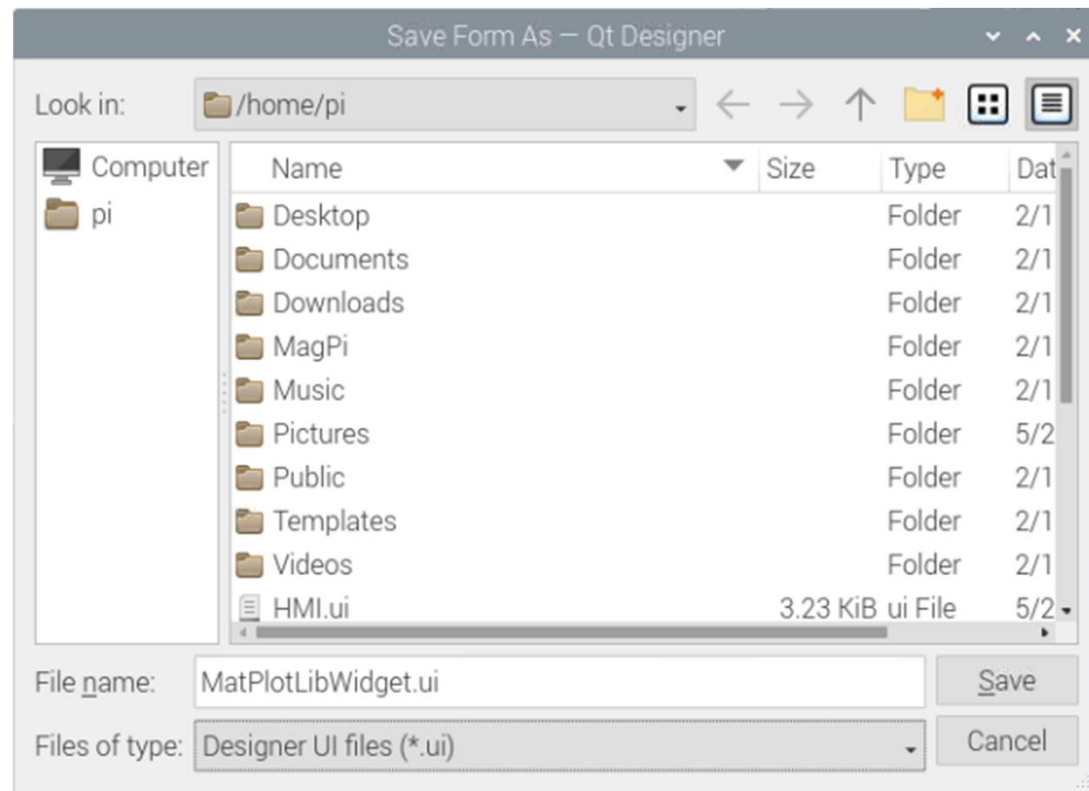 Save Form As — Qt Designer
Look in: /home/pi
Computer
pi
Name Size Type Dat
Desktop Folder 2/1
Documents Folder 2/1
Downloads Folder 2/1
MagPi Folder 2/1
Music Folder 2/1
Pictures Folder 5/2
Public Folder 2/1
Templates Folder 2/1
Videos Folder 2/1
HMI.ui 3.23 KiB ui File 5/2
File name: MatPlotLibWidget.ui Save
Files of type: Designer UI files (*.ui) Cancel